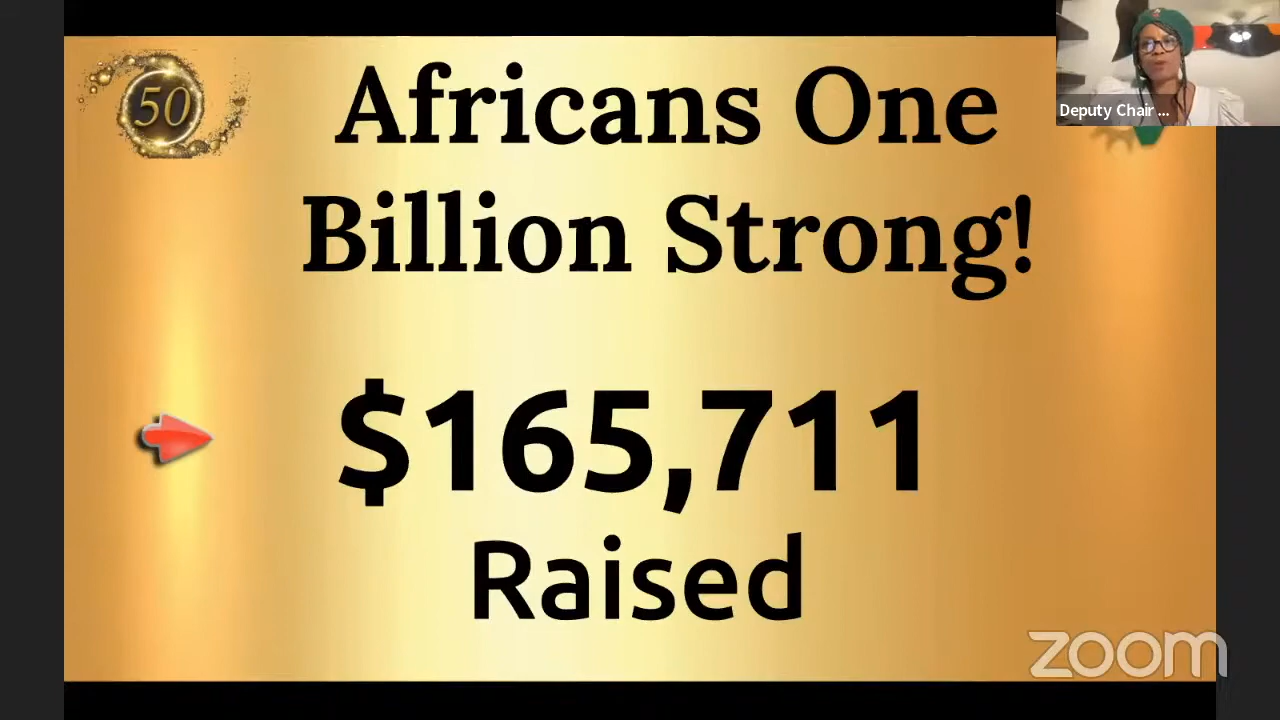 50
Africans One
Billion Strong!
$165,711
Raised
Deputy Chair ...
zoom